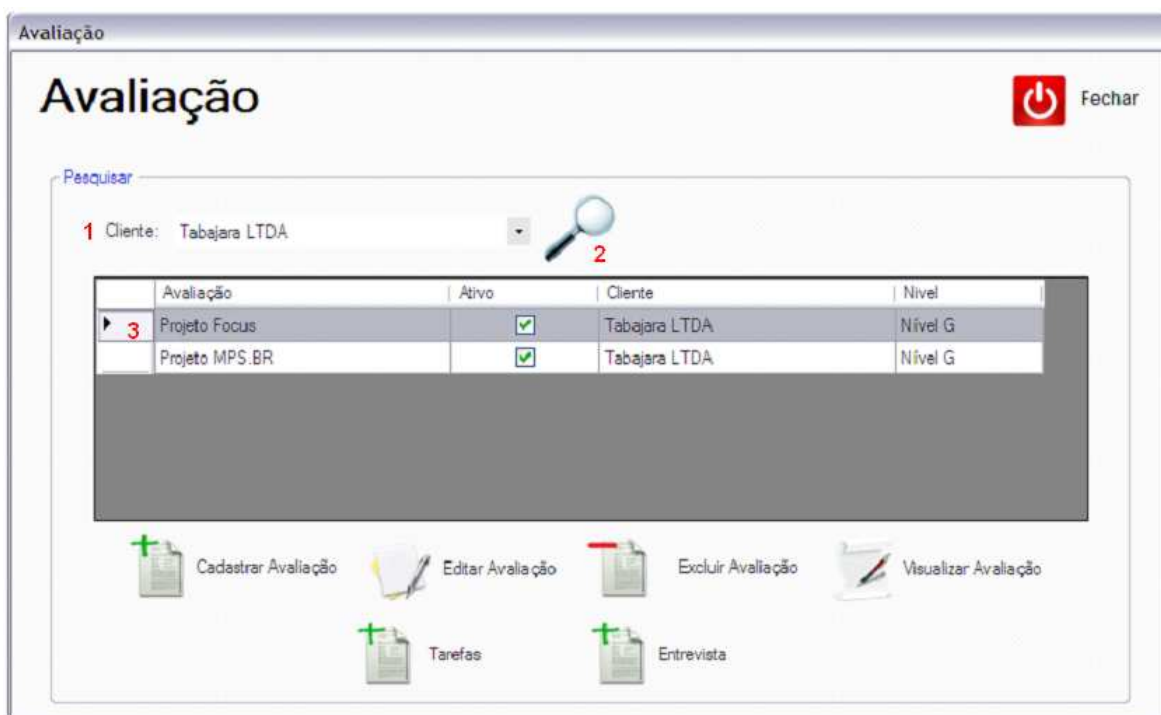 Avaliação
Avaliação
Fechar
Pesquisar
1 Cliente: Tabajara LTDA
2
Avaliação Ativo Cliente Nivel
3 Projeto Focus Tabajara LTDA Nível G
Projeto MPS.BR Tabajara LTDA Nível G
Cadastrar Avaliação Editar Avaliação Excluir Avaliação Visualizar Avaliação
Tarefas Entrevista